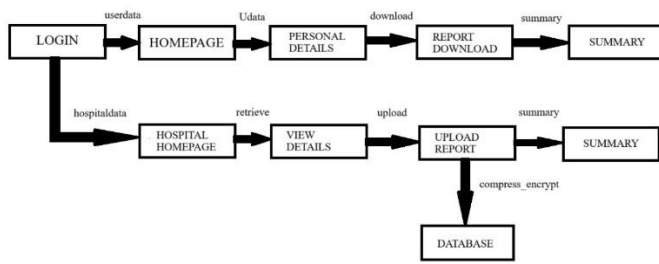 userdata
Udata
download
summary
LOGIN
HOMEPAGE
PERSONAL
DETAILS
REPORT
DOWNLOAD
SUMMARY
hospitaldata
retrieve
upload
summary
HOSPITAL
HOMEPAGE
VIEW
DETAILS
UPLOAD
REPORT
SUMMARY
compress_encrypt
DATABASE